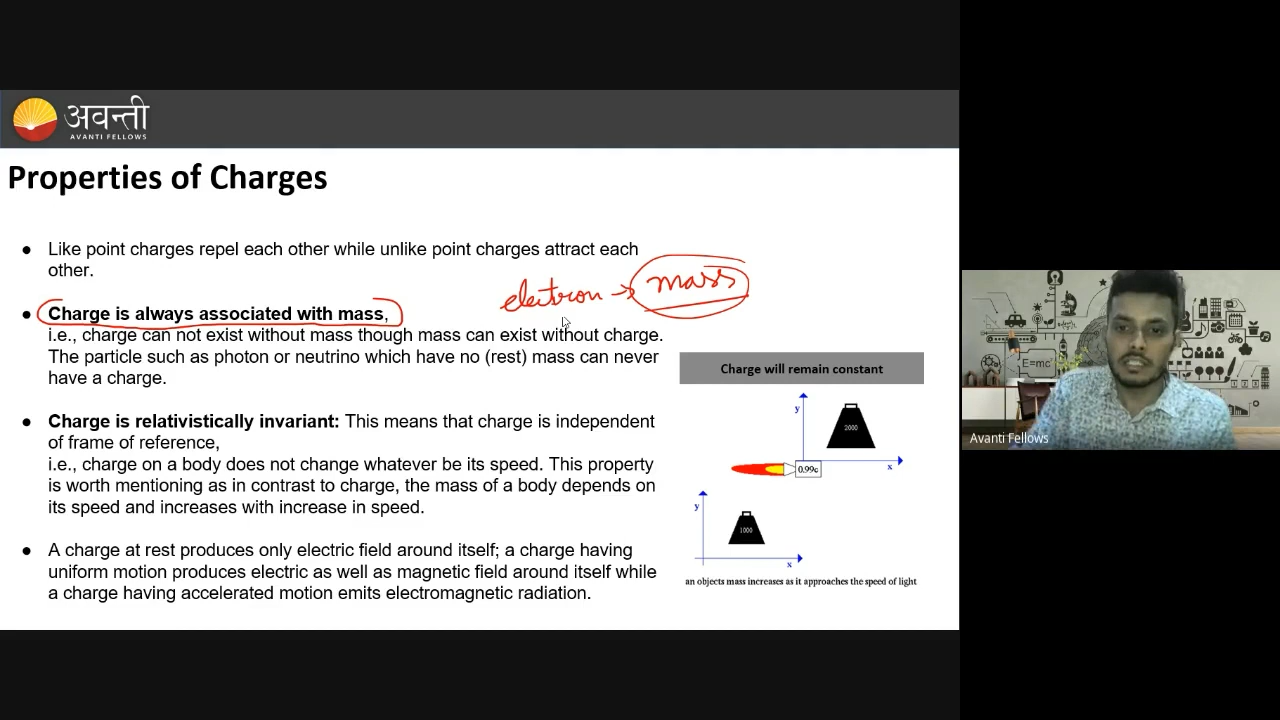 अवन्ती
AVANTI FELLOWS
Properties of Charges
● Like point charges repel each other while unlike point charges attract each
other.
electron → mass
● Charge is always associated with mass,
i.e., charge can not exist without mass though mass can exist without charge.
The particle such as photon or neutrino which have no (rest) mass can never
have a charge.
● Charge is relativistically invariant: This means that charge is independent
of frame of reference,
i.e., charge on a body does not change whatever be its speed. This property
is worth mentioning as in contrast to charge, the mass of a body depends on
its speed and increases with increase in speed.
● A charge at rest produces only electric field around itself; a charge having
uniform motion produces electric as well as magnetic field around itself while
a charge having accelerated motion emits electromagnetic radiation.
Charge will remain constant
y
2000
x
0.99c
y
1000
x
an objects mass increases as it approaches the speed of light
E=mc²
Avanti Fellows